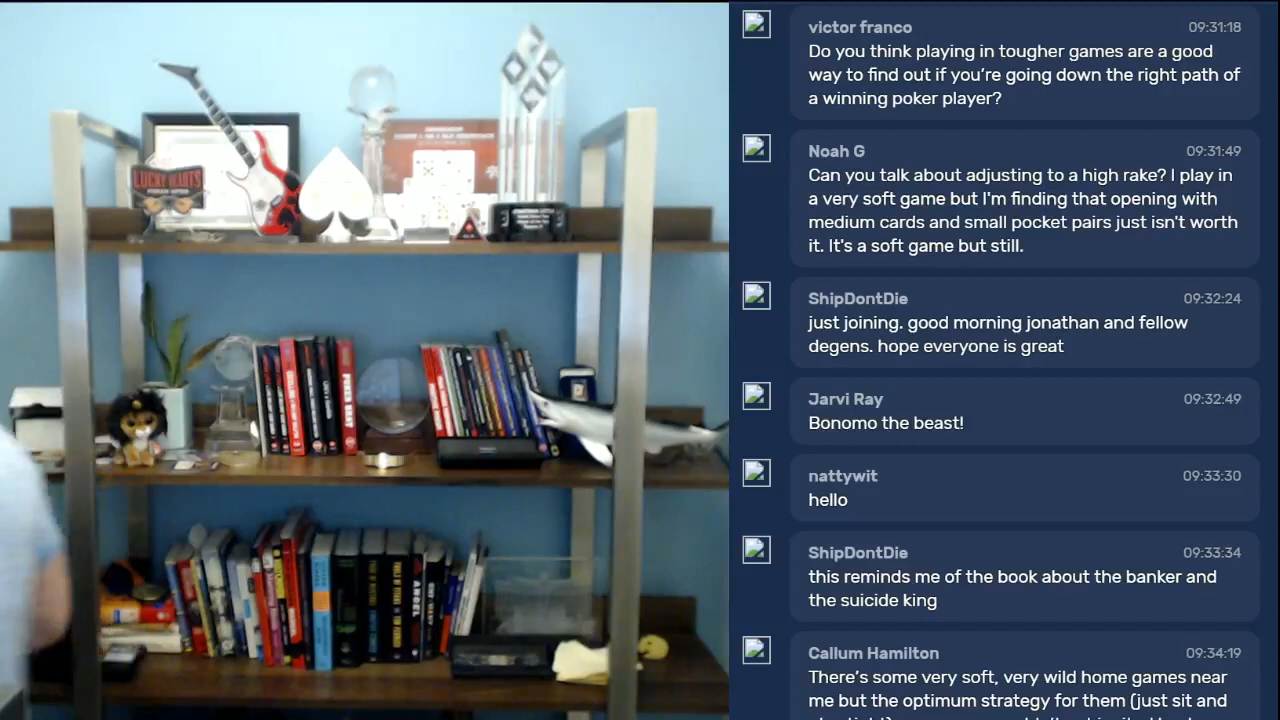 victor franco 09:31:18
Do you think playing in tougher games are a good
way to find out if you’re going down the right path of
a winning poker player?
Noah G 09:31:49
Can you talk about adjusting to a high rake? I play in
a very soft game but I'm finding that opening with
medium cards and small pocket pairs just isn't worth
it. It's a soft game but still.
ShipDontDie 09:32:24
just joining. good morning jonathan and fellow
degens. hope everyone is great
Jarvi Ray 09:32:49
Bonomo the beast!
nattywit 09:33:30
hello
ShipDontDie 09:33:34
this reminds me of the book about the banker and
the suicide king
Callum Hamilton 09:34:19
There’s some very soft, very wild home games near
me but the optimum strategy for them (just sit and
LUCKY HEARTS
ANGEL